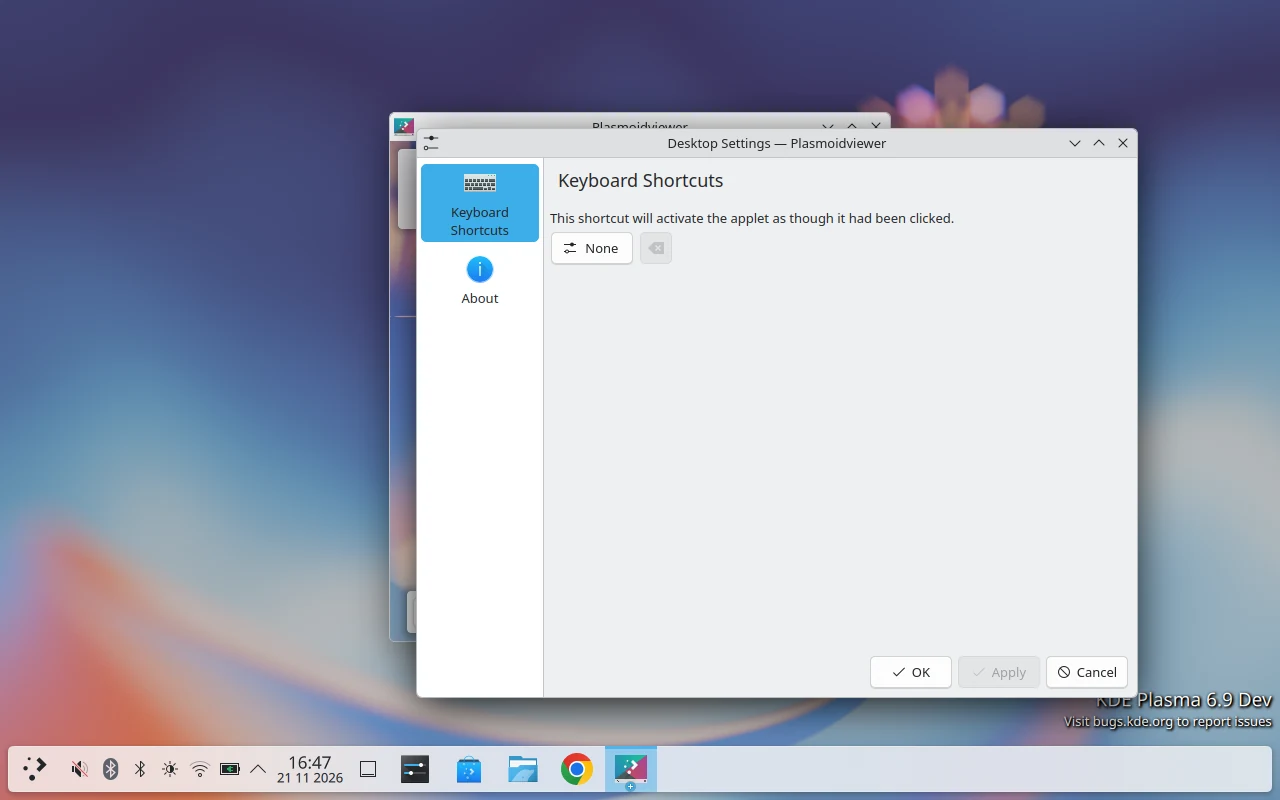 Plasmoidviewer
Desktop Settings — Plasmoidviewer
Keyboard
Shortcuts
About
Keyboard Shortcuts
This shortcut will activate the applet as though it had been clicked.
None
OK
Apply
Cancel
KDE Plasma 6.9 Dev
Visit bugs.kde.org to report issues
16:47
21 11 2026